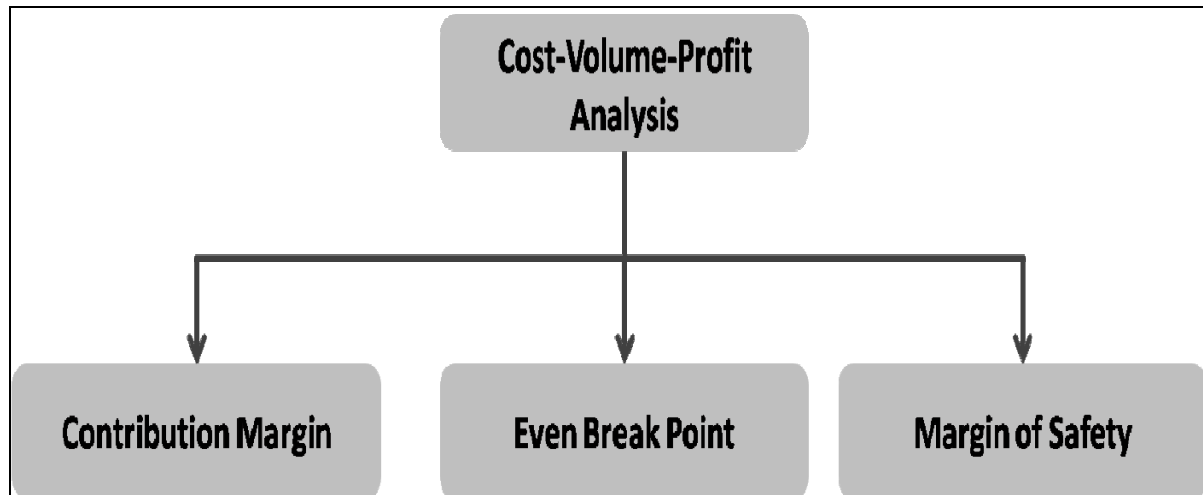 Cost-Volume-Profit
Analysis
Contribution Margin
Even Break Point
Margin of Safety